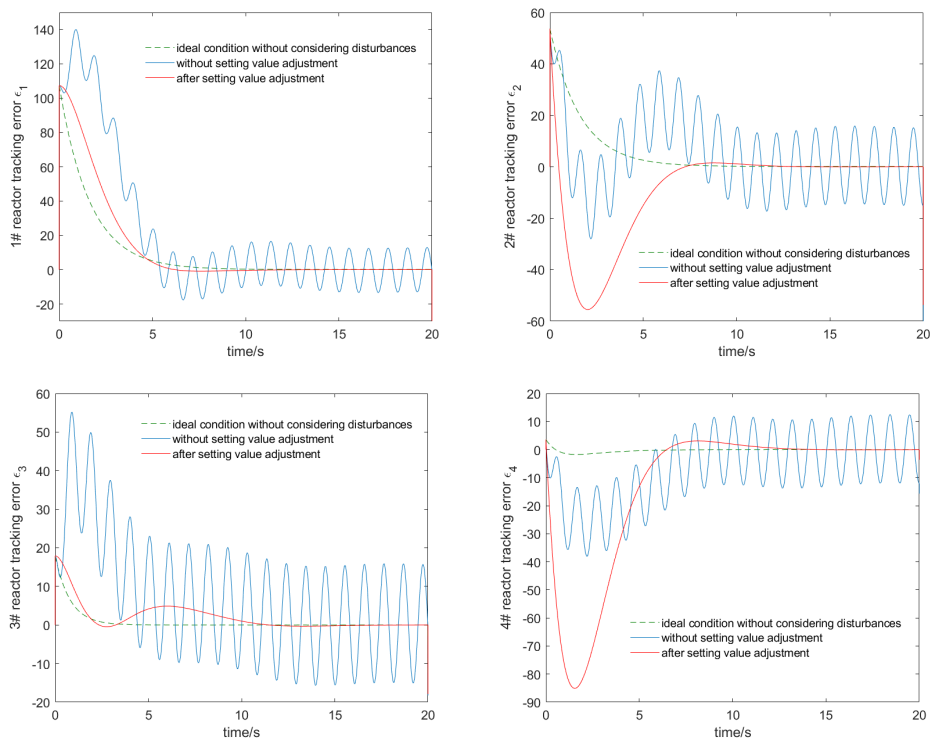 1# reactor tracking error ϵ1
140
120
100
80
60
40
20
0
-20
ideal condition without considering disturbances
without setting value adjustment
after setting value adjustment
0
5
10
15
20
time/s
2# reactor tracking error ϵ2
60
40
20
0
-20
-40
-60
ideal condition without considering disturbances
without setting value adjustment
after setting value adjustment
0
5
10
15
20
time/s
3# reactor tracking error ϵ3
60
50
40
30
20
10
0
-10
-20
ideal condition without considering disturbances
without setting value adjustment
after setting value adjustment
0
5
10
15
20
time/s
4# reactor tracking error ϵ4
20
10
0
-10
-20
-30
-40
-50
-60
-70
-80
-90
ideal condition without considering disturbances
without setting value adjustment
after setting value adjustment
0
5
10
15
20
time/s